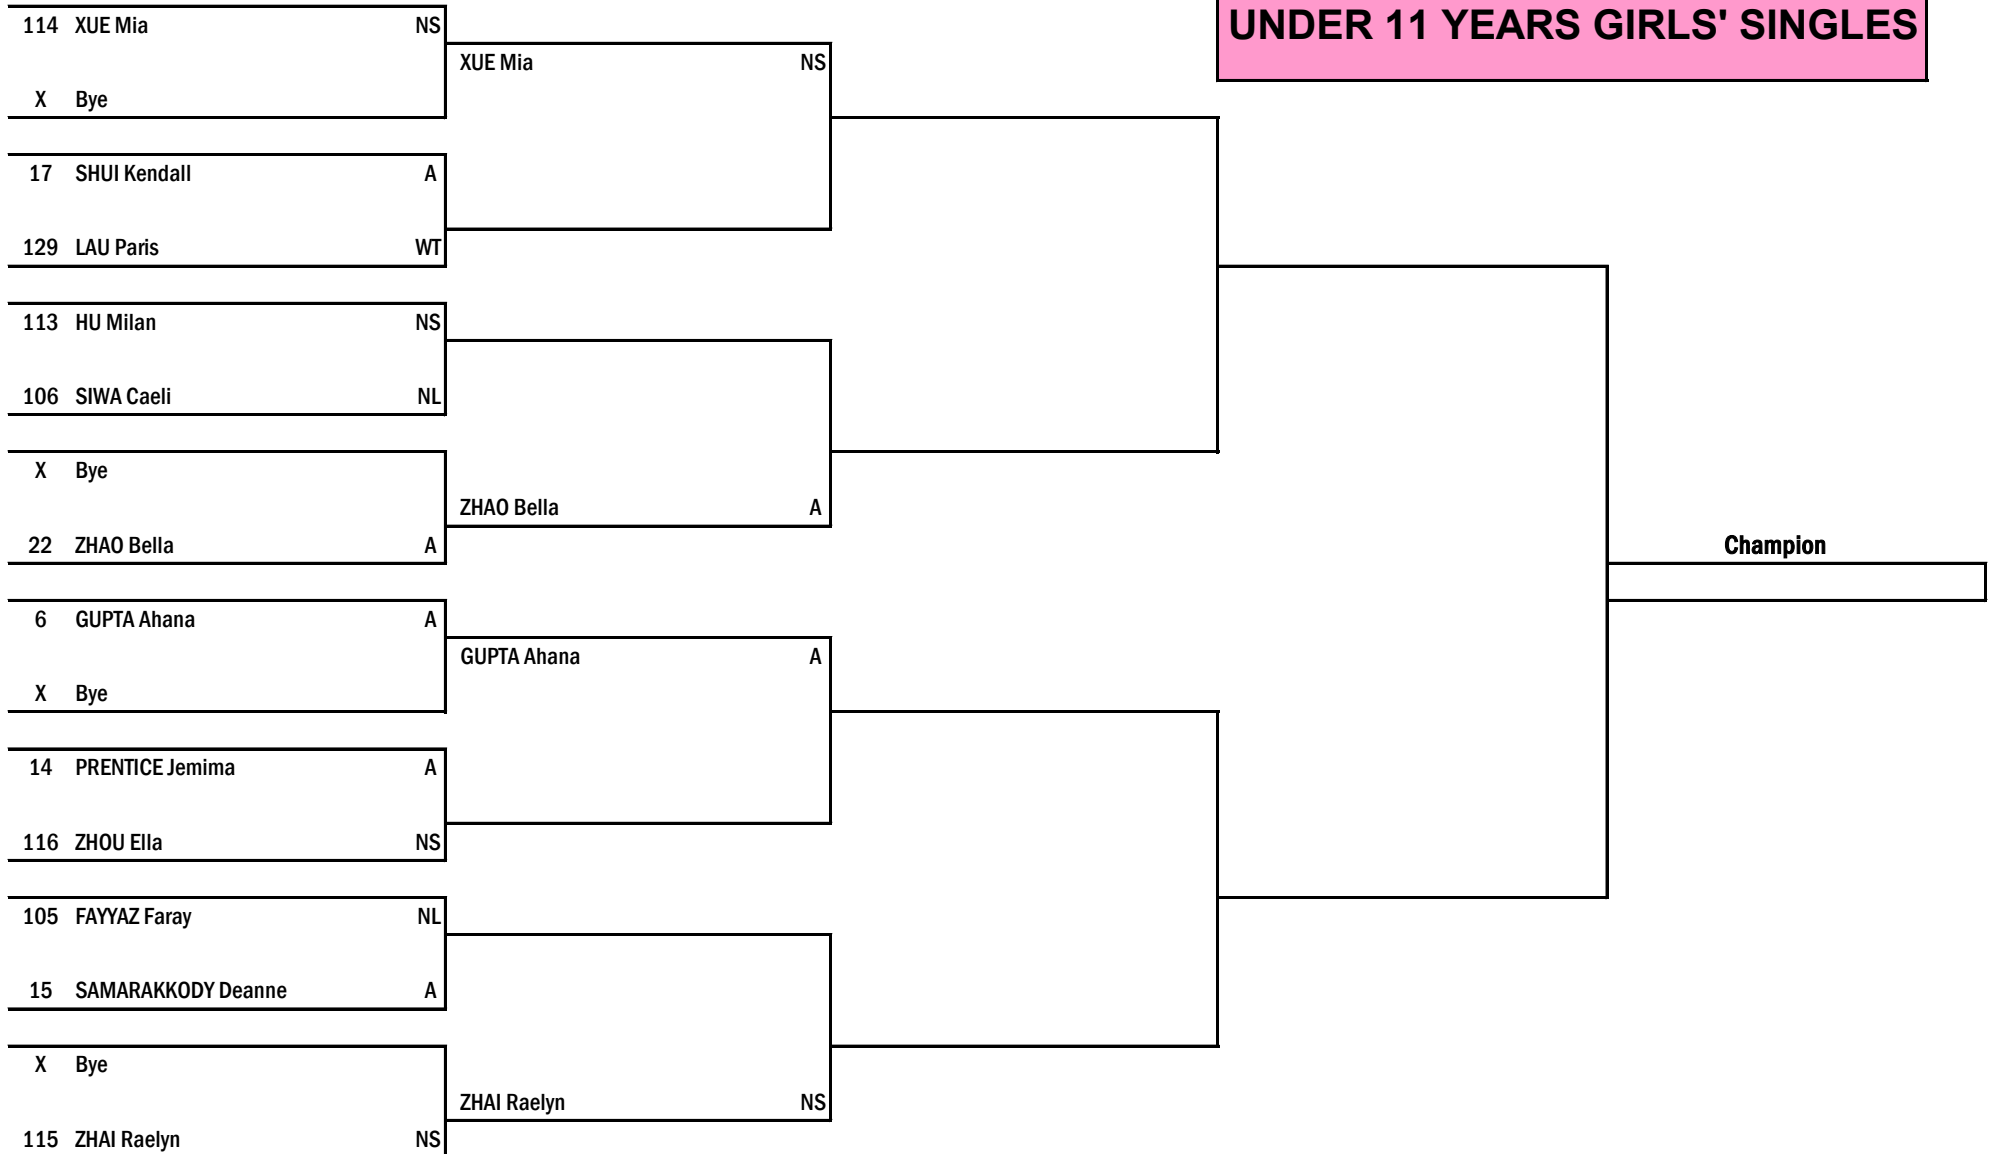 UNDER 11 YEARS GIRLS' SINGLES
114 XUE Mia NS
XUE Mia NS
X Bye
17 SHUI Kendall A
129 LAU Paris WT
113 HU Milan NS
106 SIWA Caeli NL
X Bye
ZHAO Bella A
22 ZHAO Bella A
Champion
6 GUPTA Ahana A
GUPTA Ahana A
X Bye
14 PRENTICE Jemima A
116 ZHOU Ella NS
105 FAYYAZ Faray NL
15 SAMARAKKODY Deanne A
X Bye
ZHAI Raelyn NS
115 ZHAI Raelyn NS